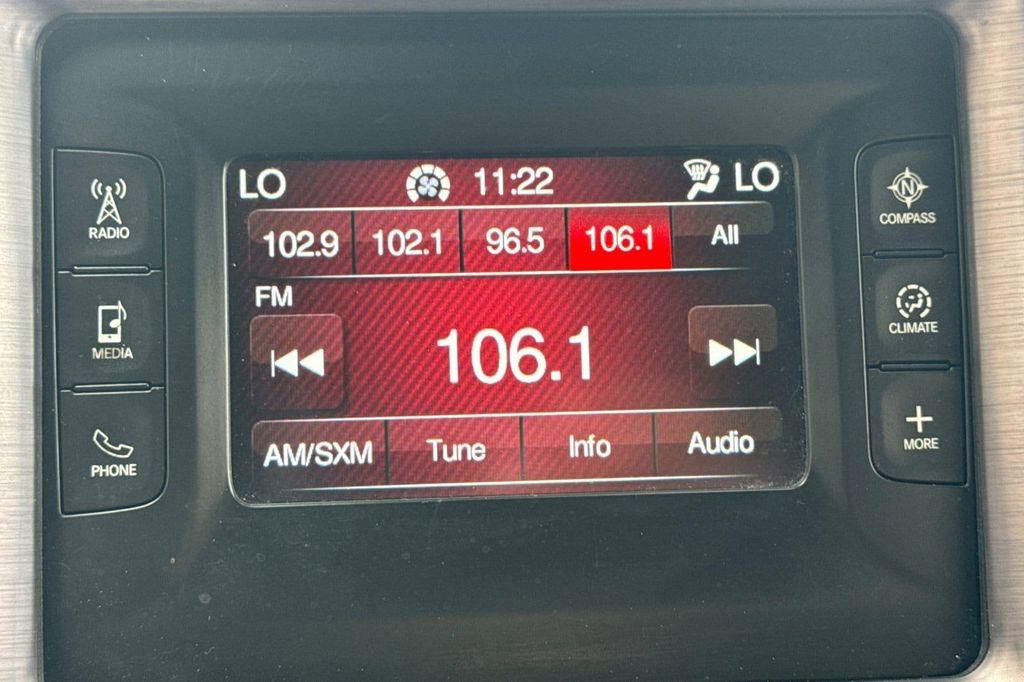 LO 11:22 LO
102.9 102.1 96.5 106.1 All
FM
106.1
AM/SXM Tune Info Audio
RADIO
MEDIA
PHONE
N
COMPASS
CLIMATE
MORE